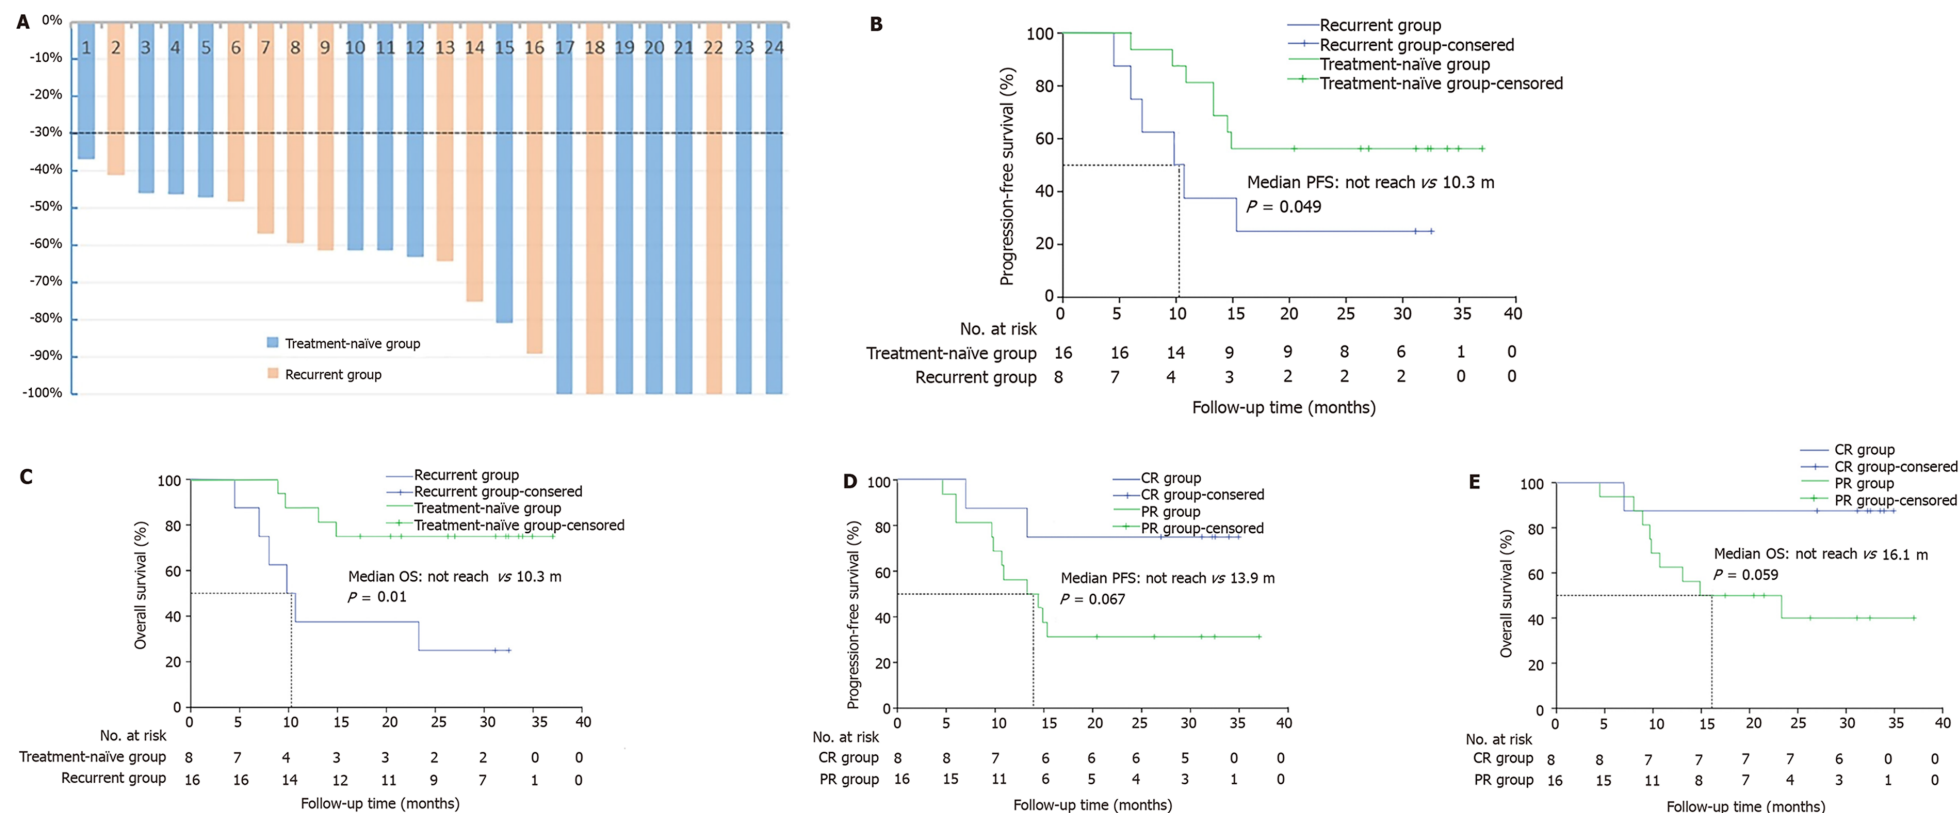 A
0%
1 2 3 4 5 6 7 8 9 10 11 12 13 14 15 16 17 18 19 20 21 22 23 24
-10%
-20%
-30%
-40%
-50%
-60%
-70%
-80%
-90%
-100%
Treatment-naïve group
Recurrent group
B
Recurrent group
Recurrent group-consered
Treatment-naïve group
Treatment-naïve group-censored
Progression-free survival (%)
100
80
60
40
20
0
Median PFS: not reach vs 10.3 m
P = 0.049
0 5 10 15 20 25 30 35 40
No. at risk
Treatment-naïve group 16 16 14 9 9 8 6 1 0
Recurrent group 8 7 4 3 2 2 2 0 0
Follow-up time (months)
C
Recurrent group
Recurrent group-consered
Treatment-naïve group
Treatment-naïve group-censored
Overall survival (%)
100
80
60
40
20
0
Median OS: not reach vs 10.3 m
P = 0.01
0 5 10 15 20 25 30 35 40
No. at risk
Treatment-naïve group 8 7 4 3 3 2 2 0 0
Recurrent group 16 16 14 12 11 9 7 1 0
Follow-up time (months)
D
CR group
CR group-consered
PR group
PR group-censored
Progression-free survival (%)
100
80
60
40
20
0
Median PFS: not reach vs 13.9 m
P = 0.067
0 5 10 15 20 25 30 35 40
No. at risk
CR group 8 8 7 6 6 6 5 0 0
PR group 16 15 11 6 5 4 3 1 0
Follow-up time (months)
E
CR group
CR group-consered
PR group
PR group-censored
Overall survival (%)
100
80
60
40
20
0
Median OS: not reach vs 16.1 m
P = 0.059
0 5 10 15 20 25 30 35 40
No. at risk
CR group 8 8 7 7 7 7 6 0 0
PR group 16 15 11 8 7 4 3 1 0
Follow-up time (months)